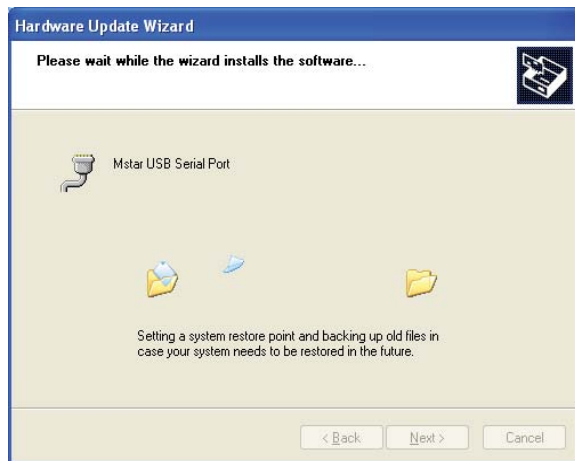 Hardware Update Wizard
Please wait while the wizard installs the software...
Mstar USB Serial Port
Setting a system restore point and backing up old files in
case your system needs to be restored in the future.
< Back Next > Cancel